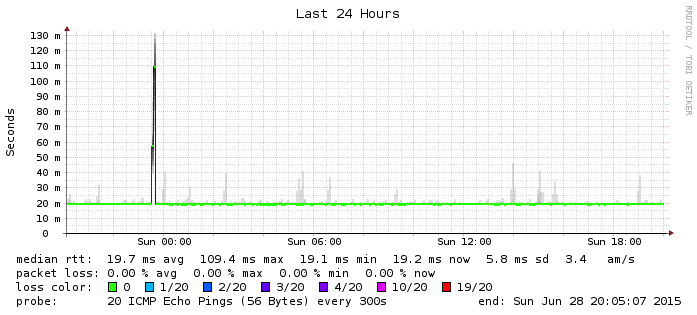 Last 24 Hours
RRDTOOL / TOBI OETIKER
Seconds
130 m
120 m
110 m
100 m
90 m
80 m
70 m
60 m
50 m
40 m
30 m
20 m
10 m
0
Sun 00:00 Sun 06:00 Sun 12:00 Sun 18:00
median rtt: 19.7 ms avg 109.4 ms max 19.1 ms min 19.2 ms now 5.8 ms sd 3.4 am/s
packet loss: 0.00 % avg 0.00 % max 0.00 % min 0.00 % now
loss color: 0 1/20 2/20 3/20 4/20 10/20 19/20
probe: 20 ICMP Echo Pings (56 Bytes) every 300s end: Sun Jun 28 20:05:07 2015